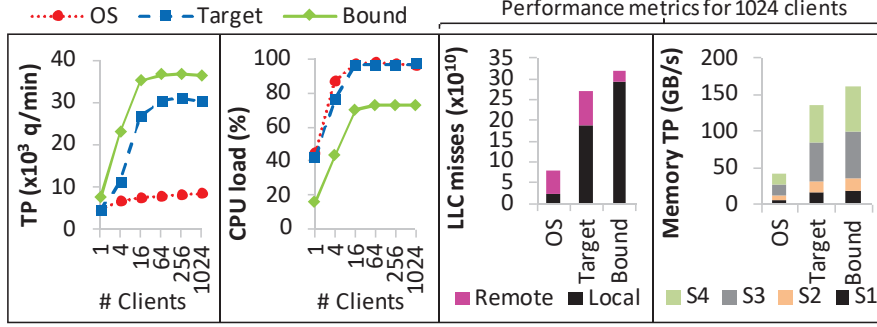 OS Target Bound
Performance metrics for 1024 clients
TP (x10³ q/min)
40
30
20
10
0
1 4 16 64 256 1024
# Clients
CPU load (%)
100
80
60
40
20
0
1 4 16 64 256 1024
# Clients
LLC misses (x10¹⁰)
35
30
25
20
15
10
5
0
OS Target Bound
Remote Local
Memory TP (GB/s)
200
150
100
50
0
OS Target Bound
S4 S3 S2 S1